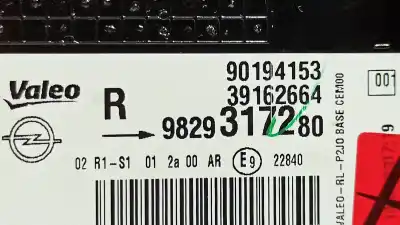 90194153
Valeo
R
39162664
9829317280
001
02 R1-S1 01 2a 00 AR E9 22840
VALEO-RL-P2JO BASE CEM00